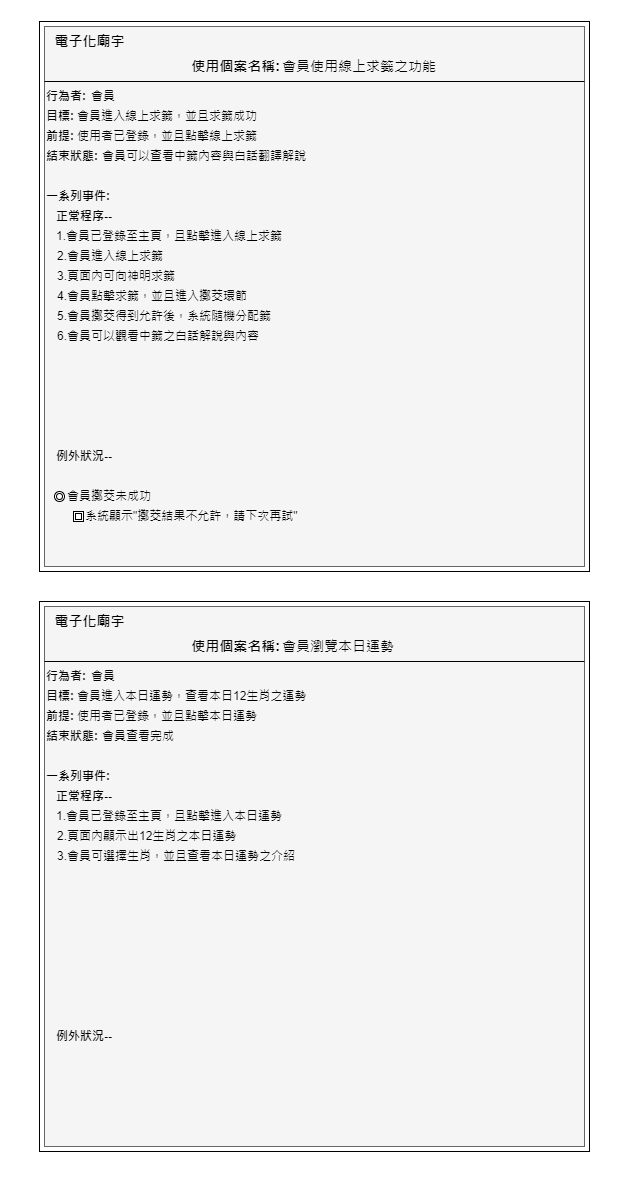 電子化廟宇
使用個案名稱: 會員使用線上求籤之功能
行為者: 會員
目標: 會員進入線上求籤，並且求籤成功
前提: 使用者已登錄，並且點擊線上求籤
結束狀態: 會員可以查看中籤內容與白話翻譯解說
一系列事件:
正常程序--
1.會員已登錄至主頁，且點擊進入線上求籤
2.會員進入線上求籤
3.頁面內可向神明求籤
4.會員點擊求籤，並且進入擲茭環節
5.會員擲茭得到允許後，系統隨機分配籤
6.會員可以觀看中籤之白話解說與內容
例外狀況--
◎會員擲茭未成功
回系統顯示"擲茭結果不允許，請下次再試"
電子化廟宇
使用個案名稱: 會員瀏覽本日運勢
行為者: 會員
目標: 會員進入本日運勢，查看本日12生肖之運勢
前提: 使用者已登錄，並且點擊本日運勢
結束狀態: 會員查看完成
一系列事件:
正常程序--
1.會員已登錄至主頁，且點擊進入本日運勢
2.頁面內顯示出12生肖之本日運勢
3.會員可選擇生肖，並且查看本日運勢之介紹
例外狀況--